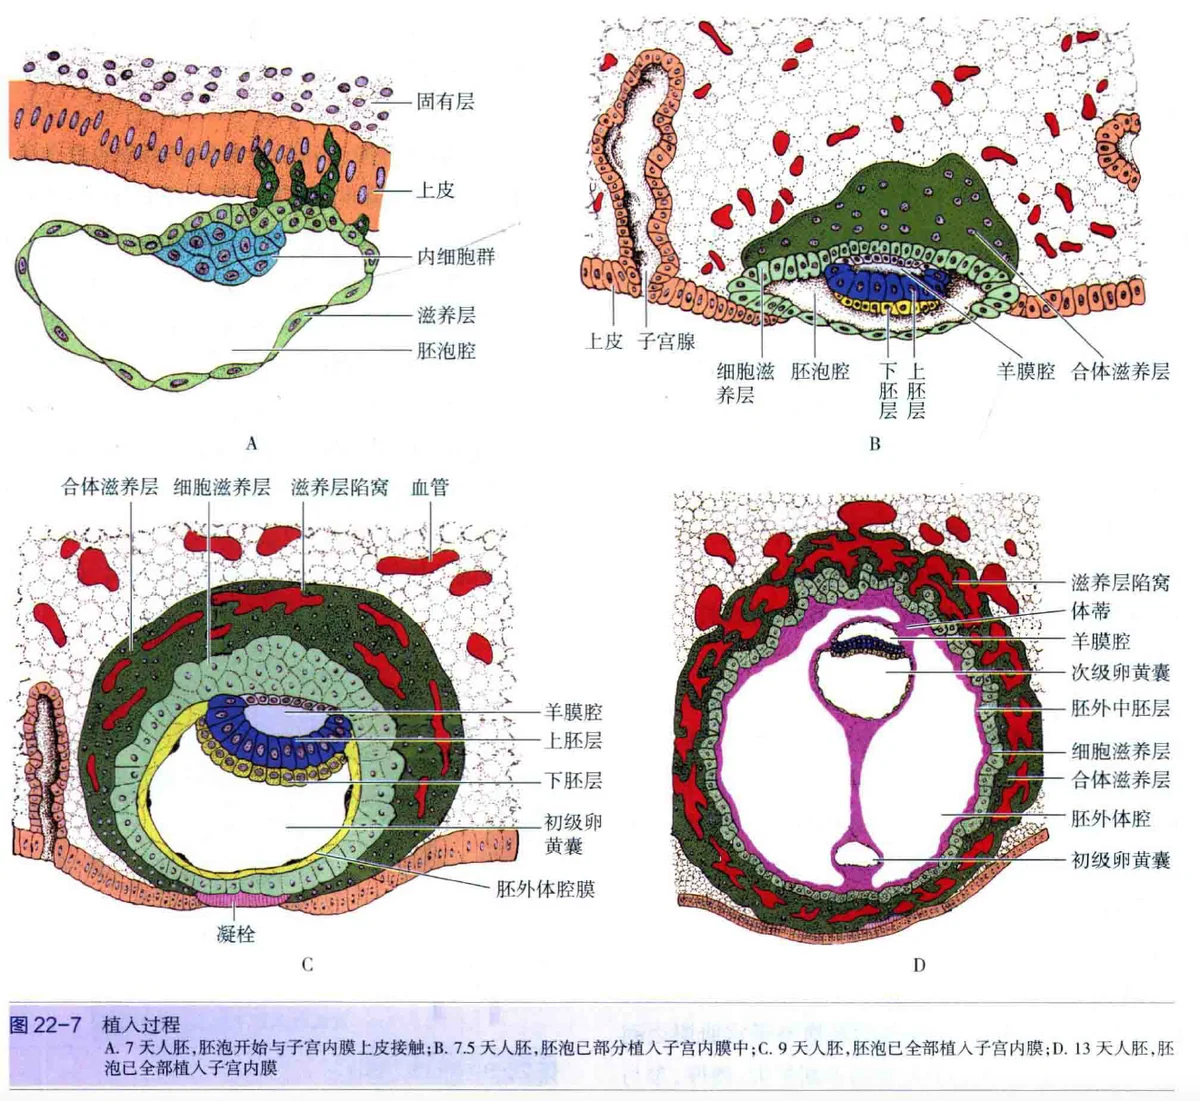 固有层
上皮
内细胞群
滋养层
胚泡腔
A
上皮
子宫腺
细胞滋
养层
胚泡腔
下胚层
上胚层
羊膜腔
合体滋养层
B
合体滋养层
细胞滋养层
滋养层陷窝
血管
羊膜腔
上胚层
下胚层
初级卵
黄囊
胚外体腔膜
凝栓
C
滋养层陷窝
体蒂
羊膜腔
次级卵黄囊
胚外中胚层
细胞滋养层
合体滋养层
胚外体腔
初级卵黄囊
D
图 22-7 植入过程
A. 7 天人胚,胚泡开始与子宫内膜上皮接触;B. 7.5 天人胚,胚泡已部分植入子宫内膜中;C. 9 天人胚,胚泡已全部植入子宫内膜;D. 13 天人胚,胚
泡已全部植入子宫内膜